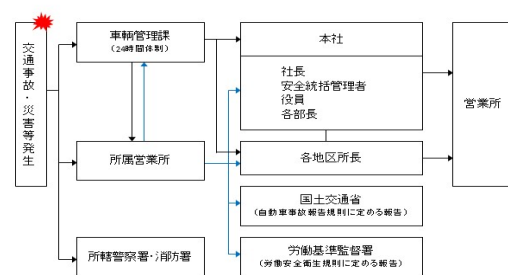 交通事故・災害等発生
車輌管理課
(24時間体制)
所属営業所
所轄警察署・消防署
本社
社長
安全統括管理者
役員
各部長
各地区所長
国土交通省
(自動車事故報告規則に定める報告)
労働基準監督署
(労働安全衛生規則に定める報告)
営業所